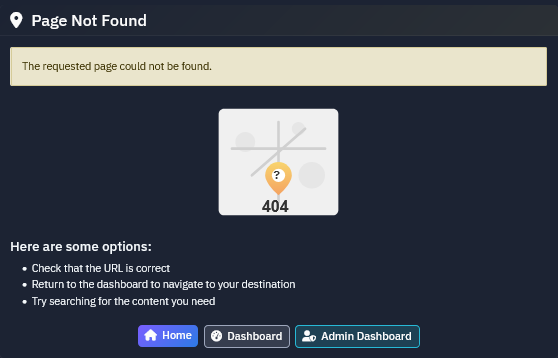 Page Not Found
The requested page could not be found.
?
404
Here are some options:
Check that the URL is correct
Return to the dashboard to navigate to your destination
Try searching for the content you need
Home
Dashboard
Admin Dashboard